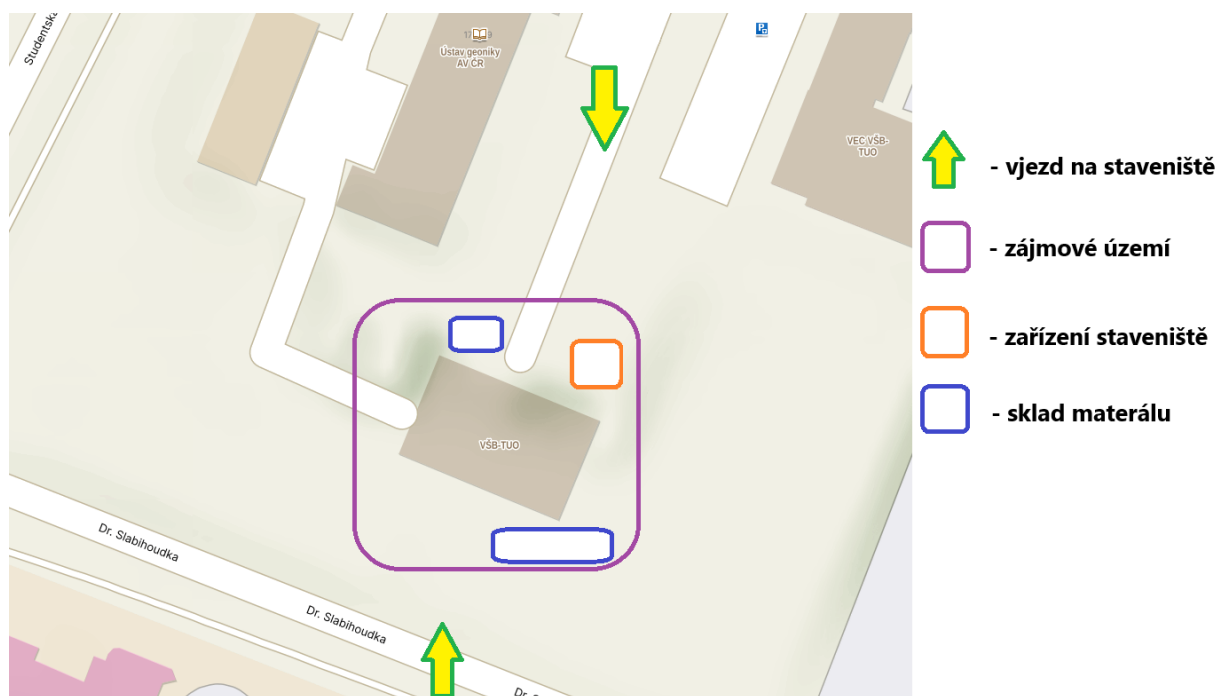 Studentská
Ústav geoniky
AV ČR
VEC VŠB-
TUO
VŠB-TUO
Dr. Slabihoudka
Dr. Slabihoudka
- vjezd na staveniště
- zájmové území
- zařízení staveniště
- sklad materálu